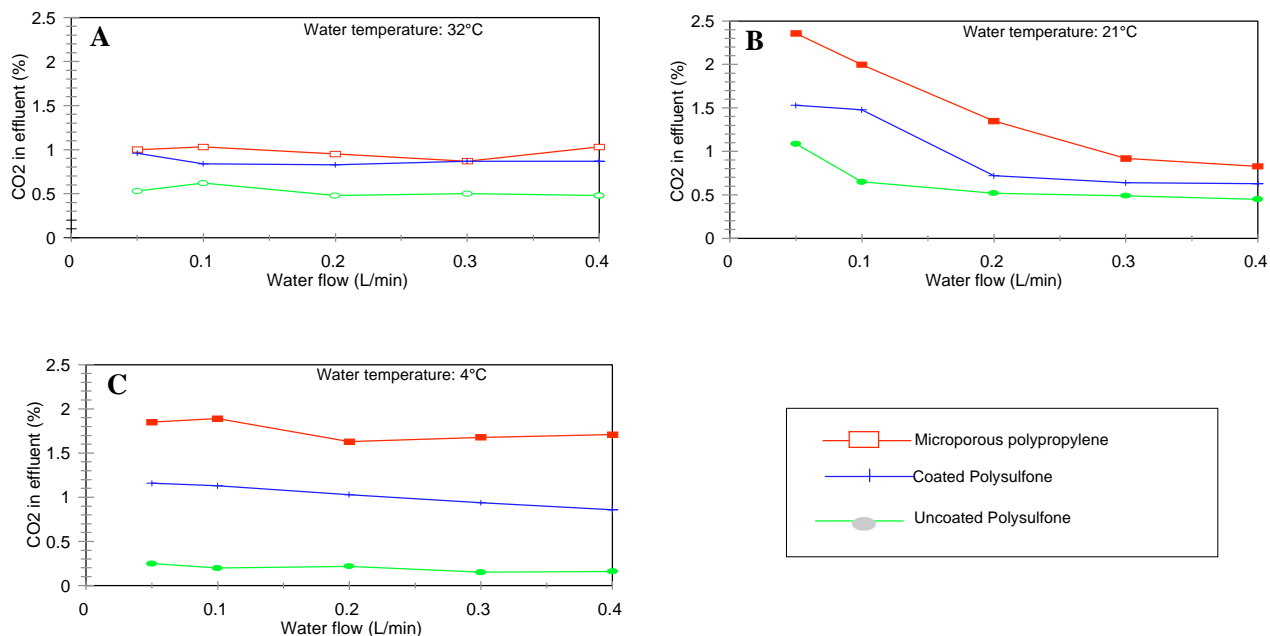 A
Water temperature: 32°C
CO2 in effluent (%)
2.5
2
1.5
1
0.5
0
0
0.1
0.2
0.3
0.4
Water flow (L/min)
B
Water temperature: 21°C
CO2 in effluent (%)
2.5
2
1.5
1
0.5
0
0
0.1
0.2
0.3
0.4
Water flow (L/min)
C
Water temperature: 4°C
CO2 in effluent (%)
2.5
2
1.5
1
0.5
0
0
0.1
0.2
0.3
0.4
Water flow (L/min)
Microporous polypropylene
Coated Polysulfone
Uncoated Polysulfone